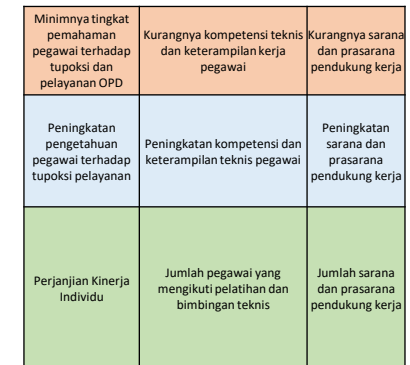 Minimnya tingkat
pemahaman
pegawai terhadap
tupoksi dan
pelayanan OPD
Kurangnya kompetensi teknis
dan keterampilan kerja
pegawai
Kurangnya sarana
dan prasarana
pendukung kerja
Peningkatan
pengetahuan
pegawai terhadap
tupoksi pelayanan
Peningkatan kompetensi dan
keterampilan teknis pegawai
Peningkatan
sarana dan
prasarana
pendukung kerja
Perjanjian Kinerja
Individu
Jumlah pegawai yang
mengikuti pelatihan dan
bimbingan teknis
Jumlah sarana
dan prasarana
pendukung kerja